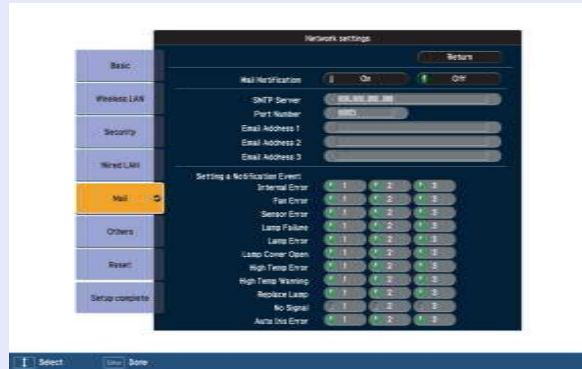 Network settings
Return
Basic
Mail Notification On Off
Wireless LAN
SMTP Server
Port Number
Security
Email Address 1
Email Address 2
Email Address 3
Wired LAN
Setting a Notification Event
Internal Error 1 2 3
Mail
Fan Error 1 2 3
Sensor Error 1 2 3
Others
Lamp Failure 1 2 3
Lamp Error 1 2 3
Lamp Cover Open 1 2 3
Reset
High Temp Error 1 2 3
High Temp Warning 1 2 3
Setup complete
Replace Lamp 1 2 3
No Signal 1 2 3
Auto Iris Error 1 2 3
Select Done